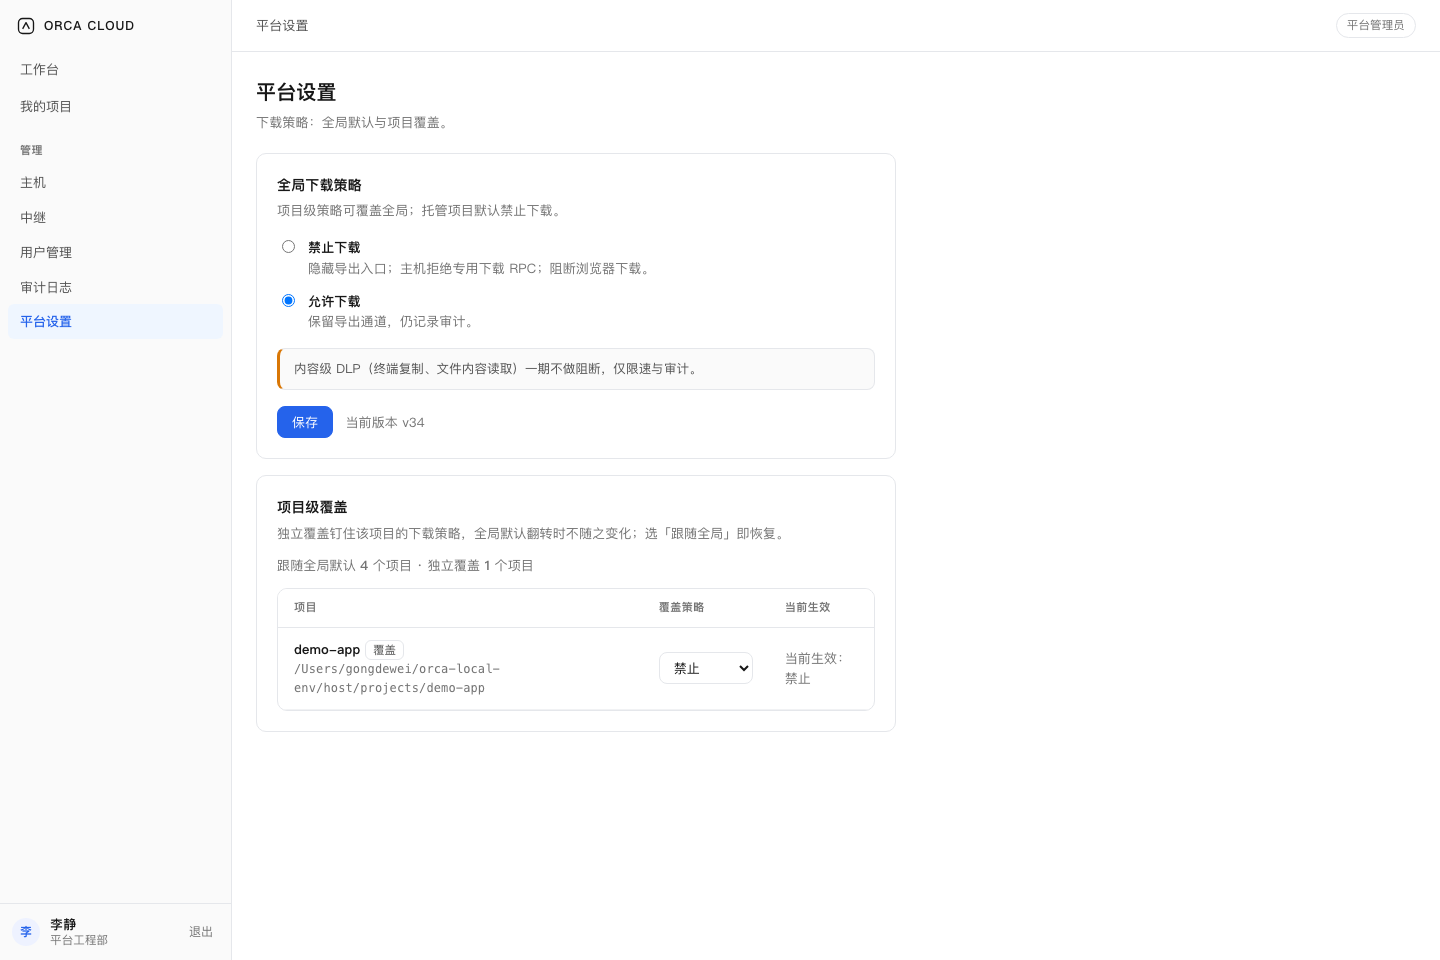 ORCA CLOUD
工作台
我的项目
管理
主机
中继
用户管理
审计日志
平台设置
李
李静
平台工程部
退出
平台设置
平台管理员
平台设置
下载策略：全局默认与项目覆盖。
全局下载策略
项目级策略可覆盖全局；托管项目默认禁止下载。
禁止下载
隐藏导出入口；主机拒绝专用下载 RPC；阻断浏览器下载。
允许下载
保留导出通道，仍记录审计。
内容级 DLP（终端复制、文件内容读取）一期不做阻断，仅限速与审计。
保存
当前版本 v34
项目级覆盖
独立覆盖钉住该项目的下载策略，全局默认翻转时不随之变化；选「跟随全局」即恢复。
跟随全局默认 4 个项目 · 独立覆盖 1 个项目
项目
覆盖策略
当前生效
demo-app 覆盖
/Users/gongdewei/orca-local-
env/host/projects/demo-app
禁止
当前生效：
禁止